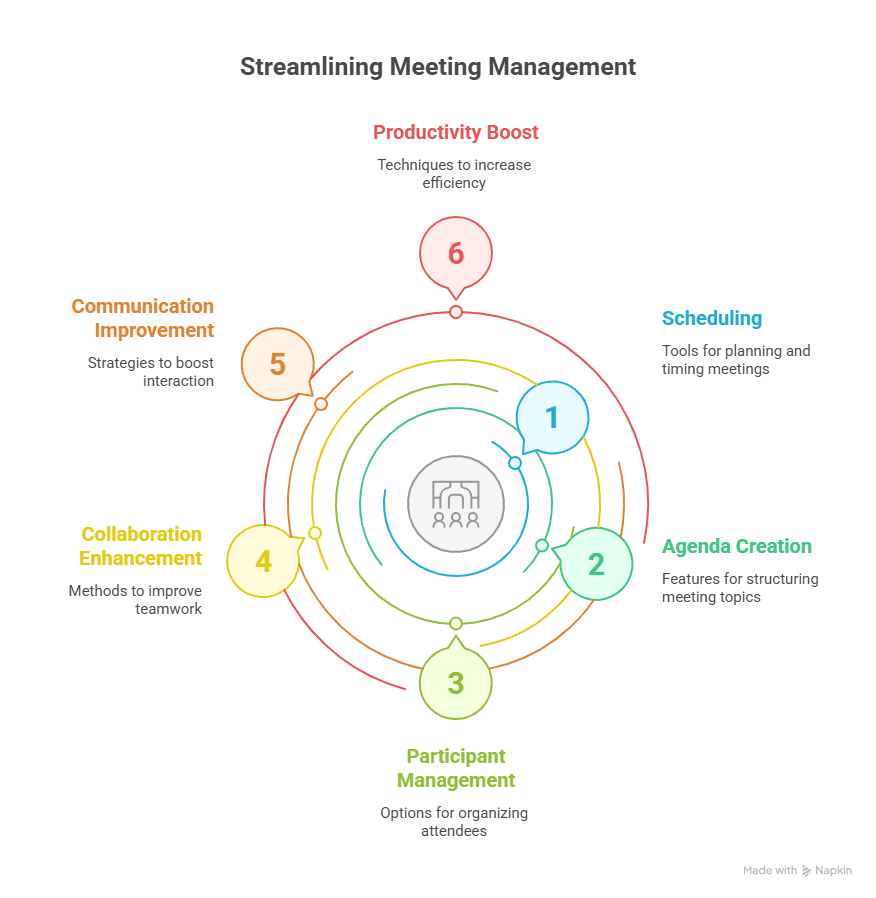 Streamlining Meeting Management
Productivity Boost
Techniques to increase
efficiency
6
Communication
Improvement
Strategies to boost
interaction
5
Scheduling
Tools for planning and
timing meetings
1
Collaboration
Enhancement
Methods to improve
teamwork
4
Agenda Creation
Features for structuring
meeting topics
2
3
Participant
Management
Options for organizing
attendees
Made with Napkin